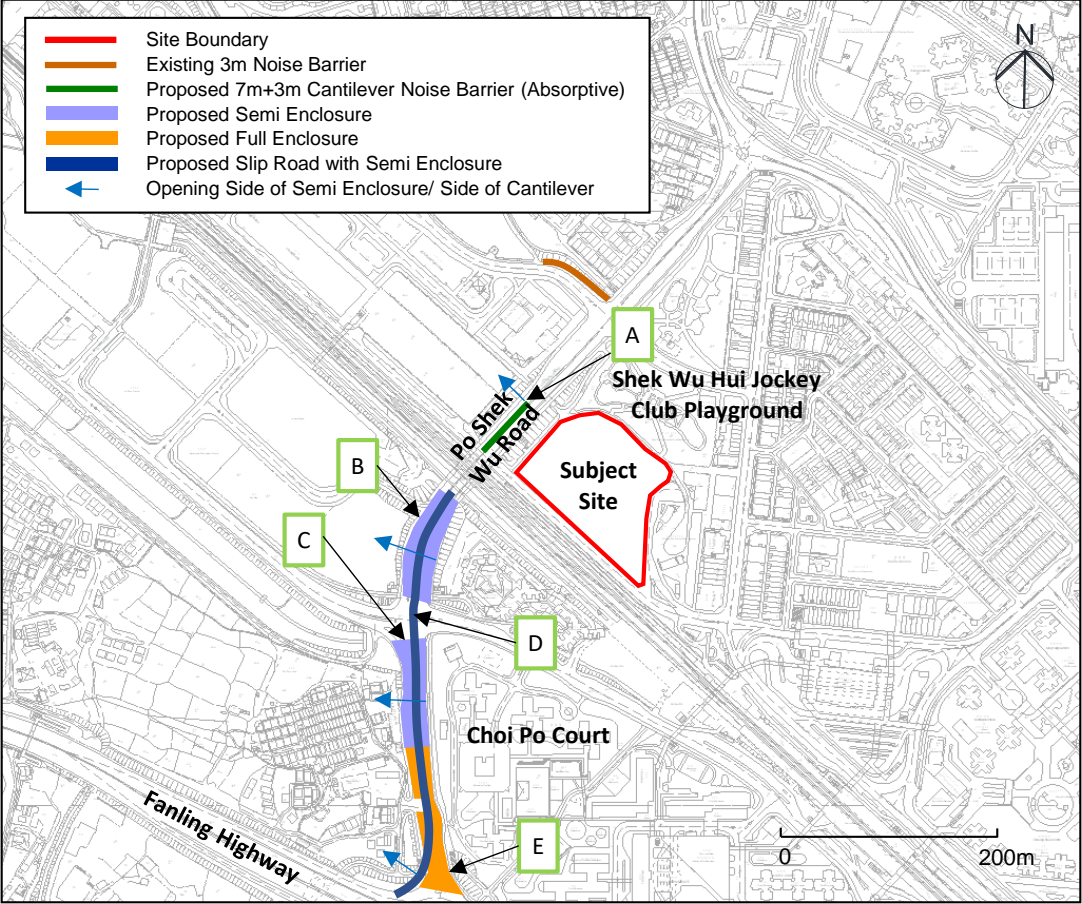 Site Boundary
Existing 3m Noise Barrier
Proposed 7m+3m Cantilever Noise Barrier (Absorptive)
Proposed Semi Enclosure
Proposed Full Enclosure
Proposed Slip Road with Semi Enclosure
Opening Side of Semi Enclosure/ Side of Cantilever
N
A
Shek Wu Hui Jockey
Club Playground
Po Shek
Wu Road
B
Subject
Site
C
D
Choi Po Court
Fanling Highway
E
0
200m